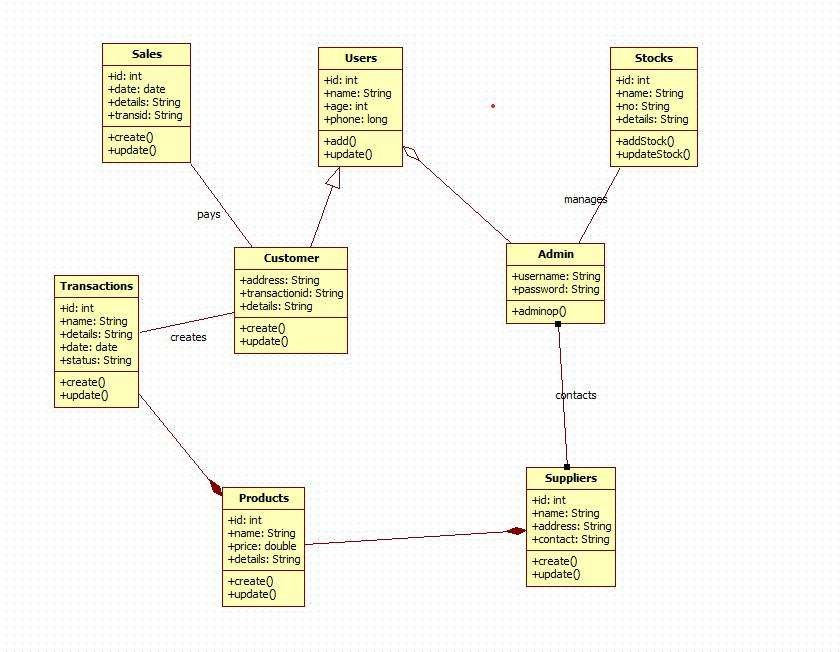 Sales
+id: int
+date: date
+details: String
+transid: String
+create()
+update()
Users
+id: int
+name: String
+age: int
+phone: long
+add()
+update()
Stocks
+id: int
+name: String
+no: String
+details: String
+addStock()
+updateStock()
pays
manages
Customer
+address: String
+transactionid: String
+details: String
+create()
+update()
Admin
+username: String
+password: String
+adminop()
Transactions
+id: int
+name: String
+details: String
+date: date
+status: String
+create()
+update()
creates
contacts
Products
+id: int
+name: String
+price: double
+details: String
+create()
+update()
Suppliers
+id: int
+name: String
+address: String
+contact: String
+create()
+update()